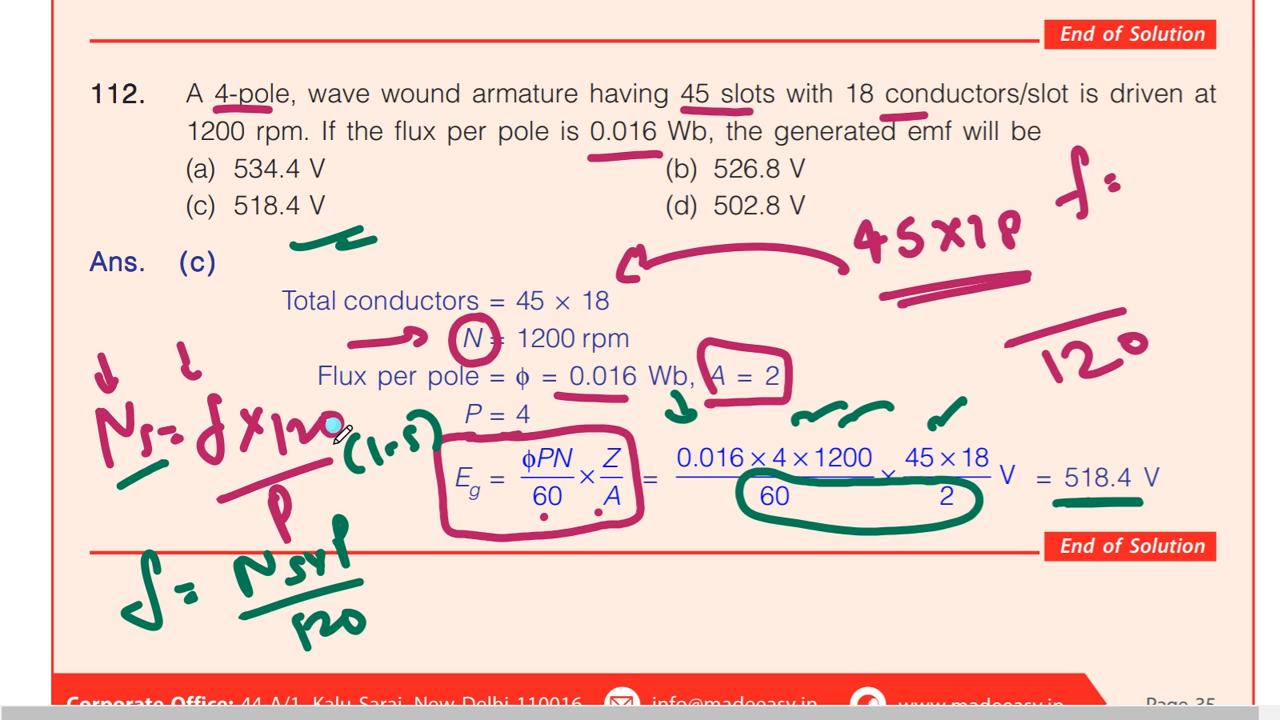 End of Solution
112. A 4-pole, wave wound armature having 45 slots with 18 conductors/slot is driven at
1200 rpm. If the flux per pole is 0.016 Wb, the generated emf will be
(a) 534.4 V (b) 526.8 V
(c) 518.4 V (d) 502.8 V
f =
45×18
120
Ans. (c)
Total conductors = 45 × 18
N = 1200 rpm
Flux per pole = ϕ = 0.016 Wb, A = 2
P = 4
Eg = ϕPN/60 × Z/A = 0.016 × 4 × 1200/60 × 45 × 18/2 V = 518.4 V
Ns = f×120/P (1-s)
End of Solution
f = Ns×P/120
Corporate Office: 44-A/1, Kalu Sarai, New Delhi-110016 info@madeeasy.in www.madeeasy.in Page 35